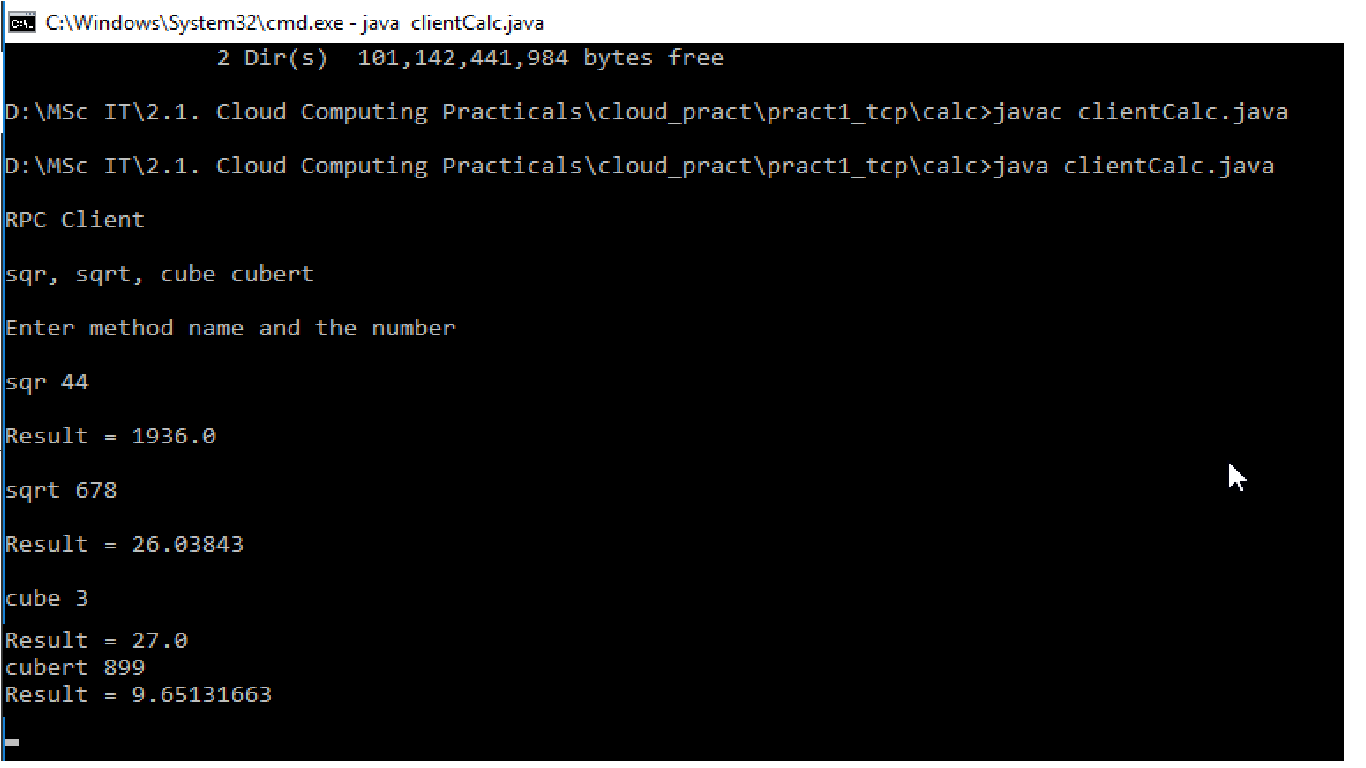 C:\Windows\System32\cmd.exe - java  clientCalc.java
2 Dir(s)  101,142,441,984 bytes free
D:\MSc IT\2.1. Cloud Computing Practicals\cloud_pract\pract1_tcp\calc>javac clientCalc.java
D:\MSc IT\2.1. Cloud Computing Practicals\cloud_pract\pract1_tcp\calc>java clientCalc.java
RPC Client
sqr, sqrt, cube cubert
Enter method name and the number
sqr 44
Result = 1936.0
sqrt 678
Result = 26.03843
cube 3
Result = 27.0
cubert 899
Result = 9.65131663